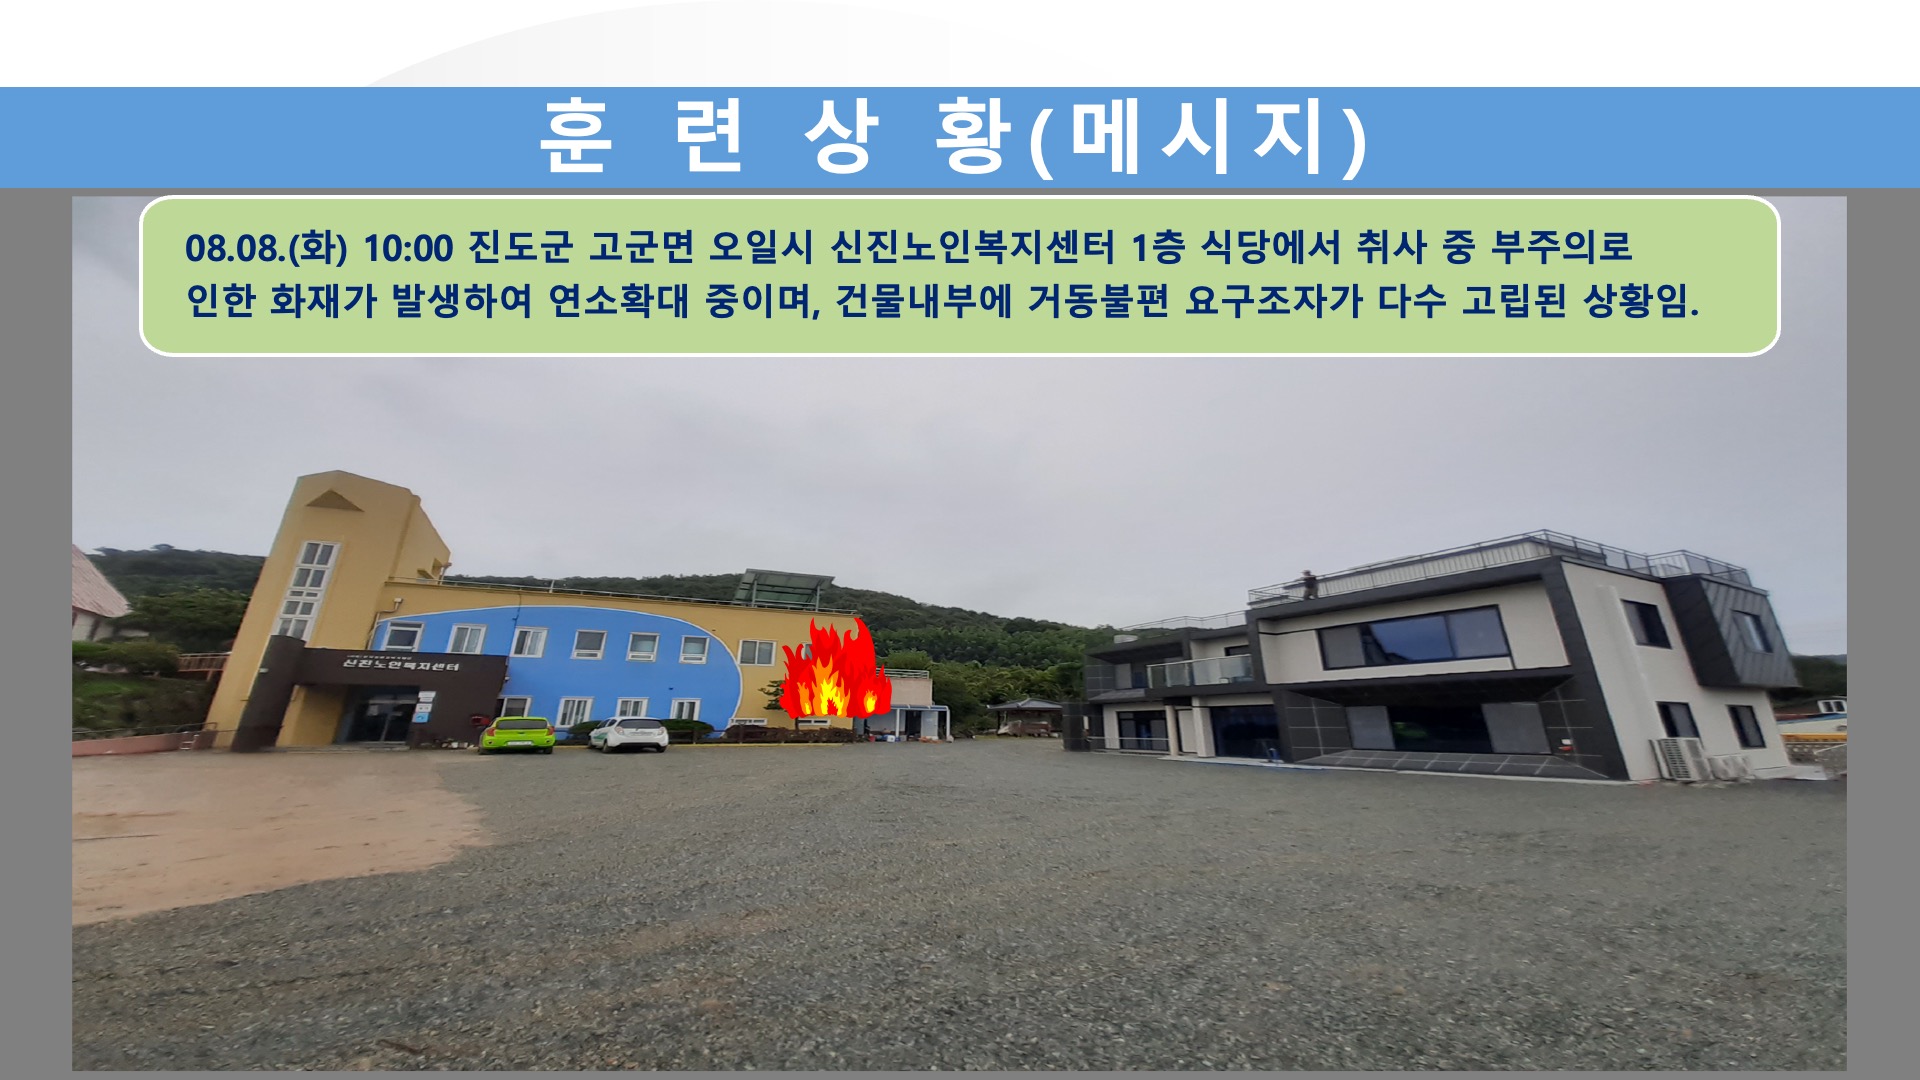 훈 련 상 황(메시지)
08.08.(화) 10:00 진도군 고군면 오일시 신진노인복지센터 1층 식당에서 취사 중 부주의로
인한 화재가 발생하여 연소확대 중이며, 건물내부에 거동불편 요구조자가 다수 고립된 상황임.
신진노인복지센터